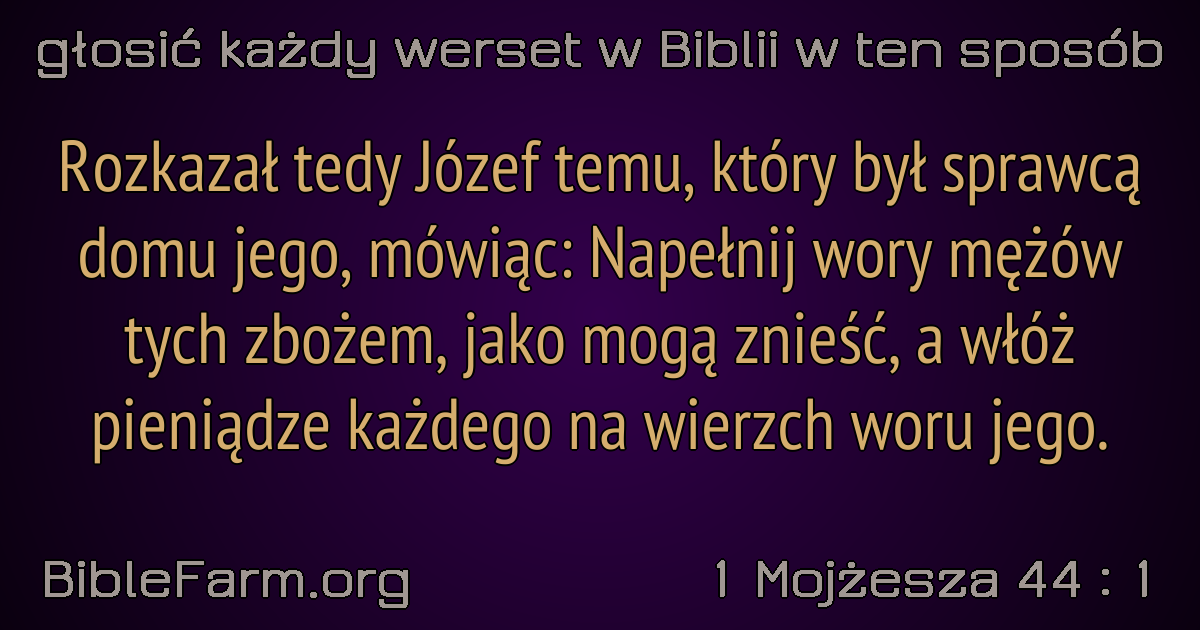 głosić każdy werset w Biblii w ten sposób
Rozkazał tedy Józef temu, który był sprawcą
domu jego, mówiąc: Napełnij wory mężów
tych zbożem, jako mogą znieść, a włóż
pieniądze każdego na wierzch woru jego.
BibleFarm.org
1 Mojżesza 44 : 1